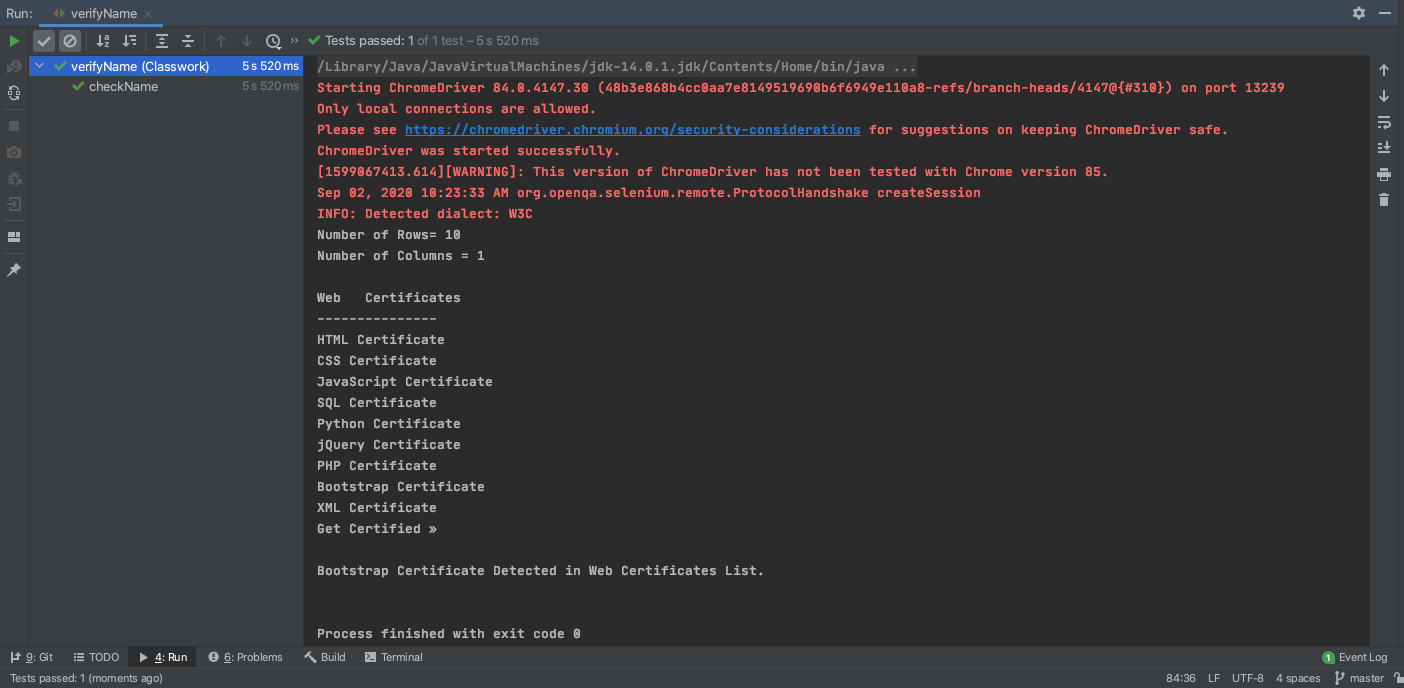 Run: verifyName
Tests passed: 1 of 1 test – 5 s 520 ms
verifyName (Classwork) 5 s 520 ms
checkName 5 s 520 ms
/Library/Java/JavaVirtualMachines/jdk-14.0.1.jdk/Contents/Home/bin/java ...
Starting ChromeDriver 84.0.4147.30 (48b3e868b4cc0aa7e8149519690b6f6949e110a8-refs/branch-heads/4147@{#310}) on port 13239
Only local connections are allowed.
Please see https://chromedriver.chromium.org/security-considerations for suggestions on keeping ChromeDriver safe.
ChromeDriver was started successfully.
[1599067413.614][WARNING]: This version of ChromeDriver has not been tested with Chrome version 85.
Sep 02, 2020 10:23:33 AM org.openqa.selenium.remote.ProtocolHandshake createSession
INFO: Detected dialect: W3C
Number of Rows= 10
Number of Columns = 1
Web   Certificates
---------------
HTML Certificate
CSS Certificate
JavaScript Certificate
SQL Certificate
Python Certificate
jQuery Certificate
PHP Certificate
Bootstrap Certificate
XML Certificate
Get Certified »
Bootstrap Certificate Detected in Web Certificates List.
Process finished with exit code 0
9: Git TODO 4: Run 6: Problems Build Terminal 1 Event Log
Tests passed: 1 (moments ago) 84:36 LF UTF-8 4 spaces master